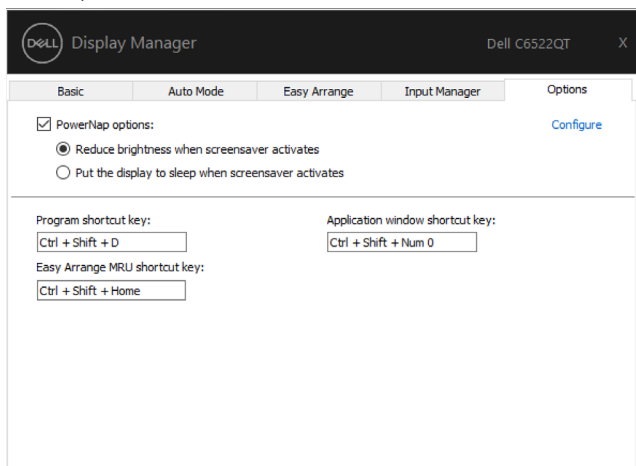 DELL Display Manager Dell C6522QT X
Basic Auto Mode Easy Arrange Input Manager Options
PowerNap options: Configure
Reduce brightness when screensaver activates
Put the display to sleep when screensaver activates
Program shortcut key: Application window shortcut key:
Ctrl + Shift + D Ctrl + Shift + Num 0
Easy Arrange MRU shortcut key:
Ctrl + Shift + Home